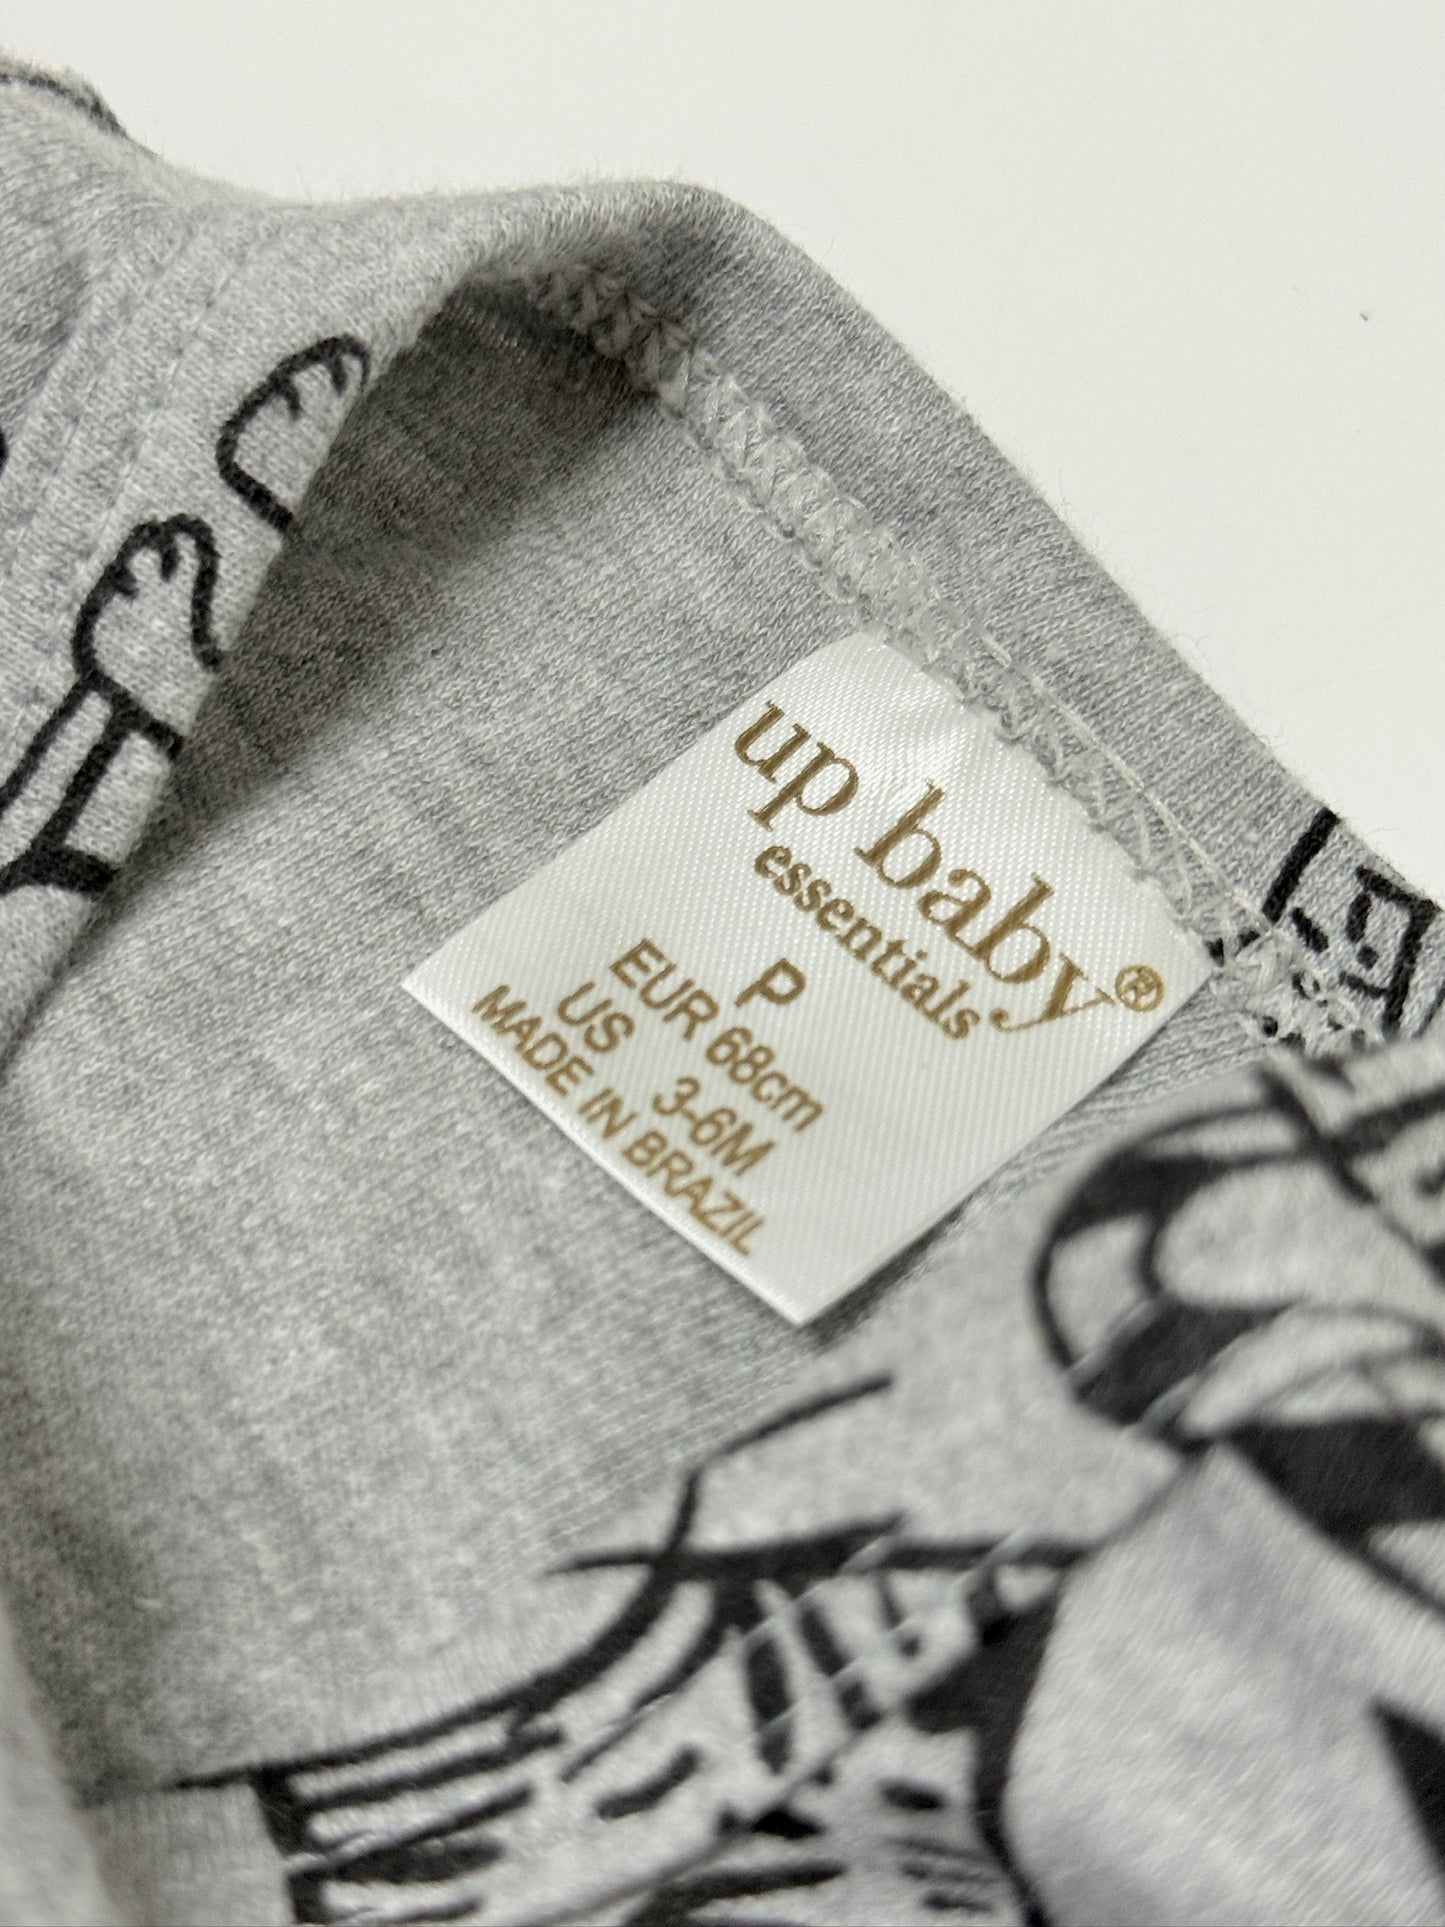 up baby®
essentials
P
EUR 68cm
US 3-6M
MADE IN BRAZIL